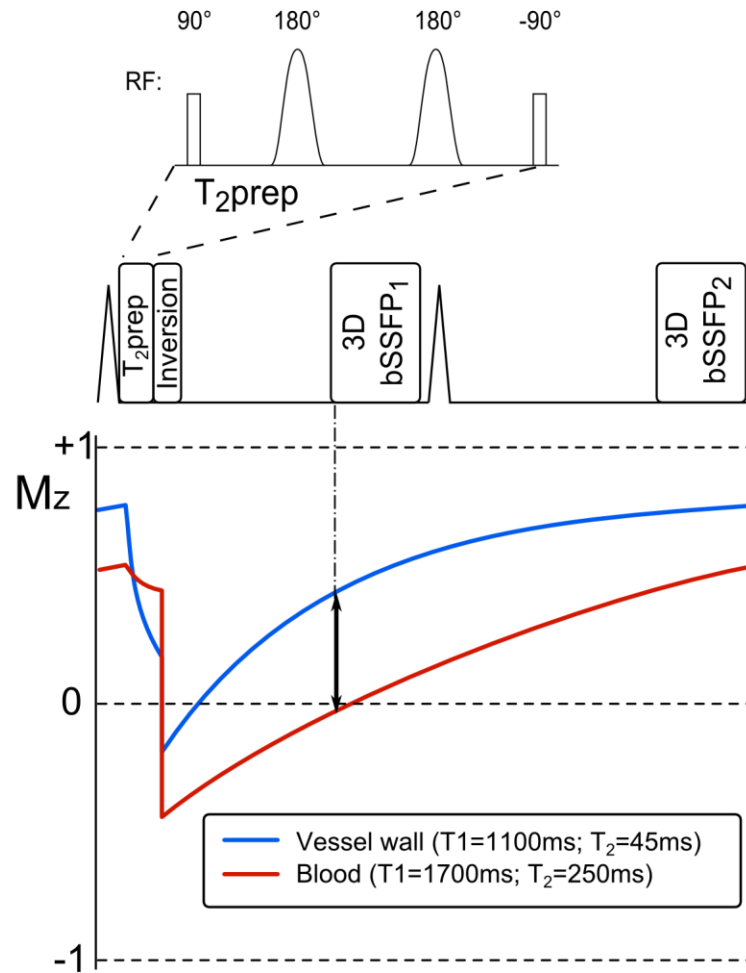 90° 180° 180° -90°
RF:
T₂prep
T₂prep
Inversion
3D
bSSFP₁
3D
bSSFP₂
+1
Mz
0
Vessel wall (T1=1100ms; T₂=45ms)
Blood (T1=1700ms; T₂=250ms)
-1